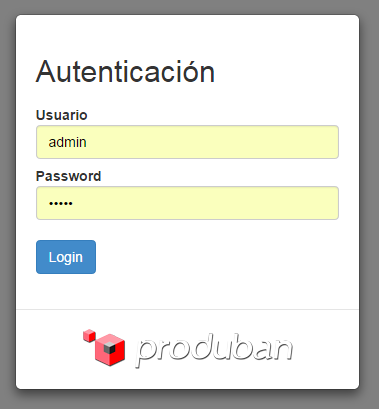 Autenticación
Usuario
admin
Password
•••••
Login
produban